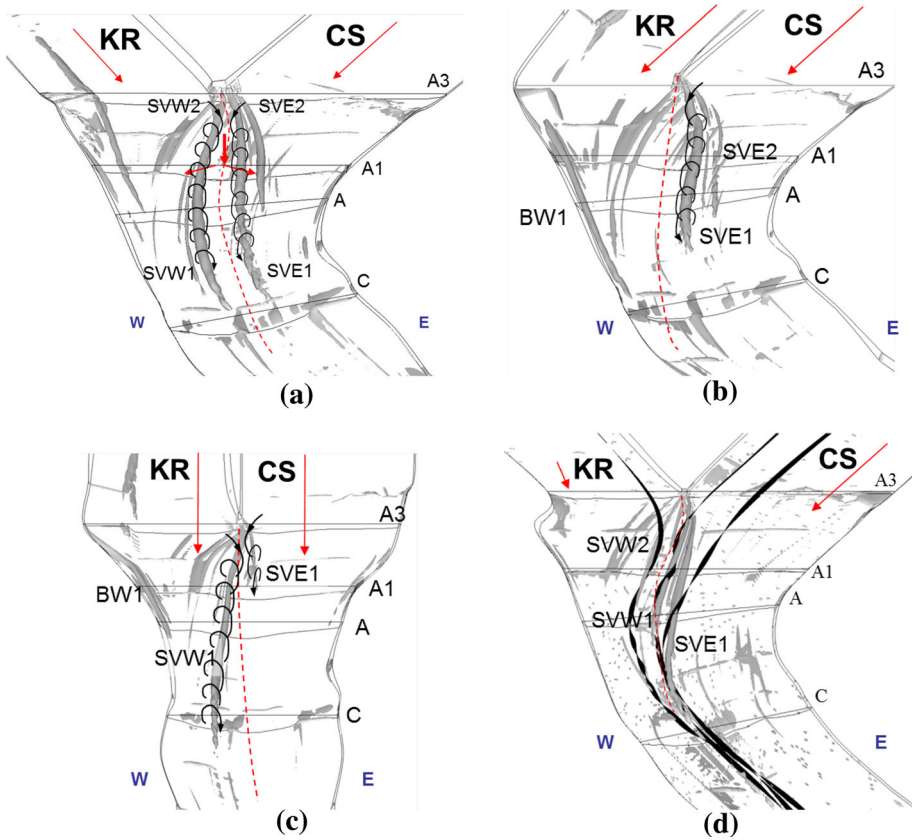 KR CS
A3
SVW2 SVE2
A1
A
SVW1 SVE1
C
W E
(a)
KR CS
A3
SVE2 A1
A
BW1
SVE1
C
W E
(b)
KR CS
A3
SVE1
BW1 A1
A
SVW1
C
W E
(c)
KR CS
A3
SVW2
A1
A
SVW1
SVE1
C
W E
(d)